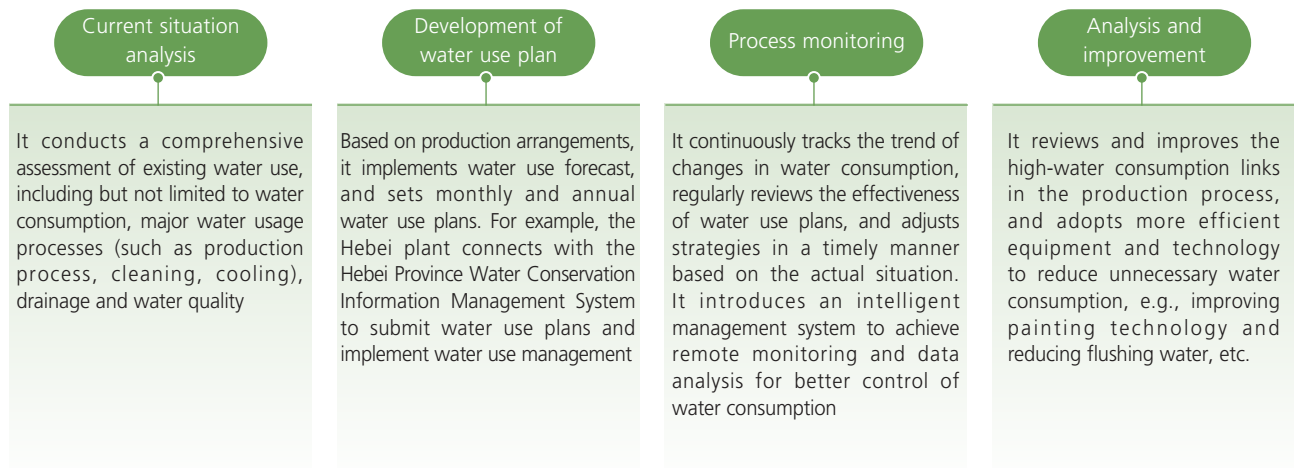 Current situation
analysis
It conducts a comprehensive
assessment of existing water use,
including but not limited to water
consumption, major water usage
processes (such as production
process, cleaning, cooling),
drainage and water quality
Development of
water use plan
Based on production arrangements,
it implements water use forecast,
and sets monthly and annual
water use plans. For example, the
Hebei plant connects with the
Hebei Province Water Conservation
Information Management System
to submit water use plans and
implement water use management
Process monitoring
It continuously tracks the trend of
changes in water consumption,
regularly reviews the effectiveness
of water use plans, and adjusts
strategies in a timely manner
based on the actual situation.
It introduces an intelligent
management system to achieve
remote monitoring and data
analysis for better control of
water consumption
Analysis and
improvement
It reviews and improves the
high-water consumption links
in the production process,
and adopts more efficient
equipment and technology
to reduce unnecessary water
consumption, e.g., improving
painting technology and
reducing flushing water, etc.